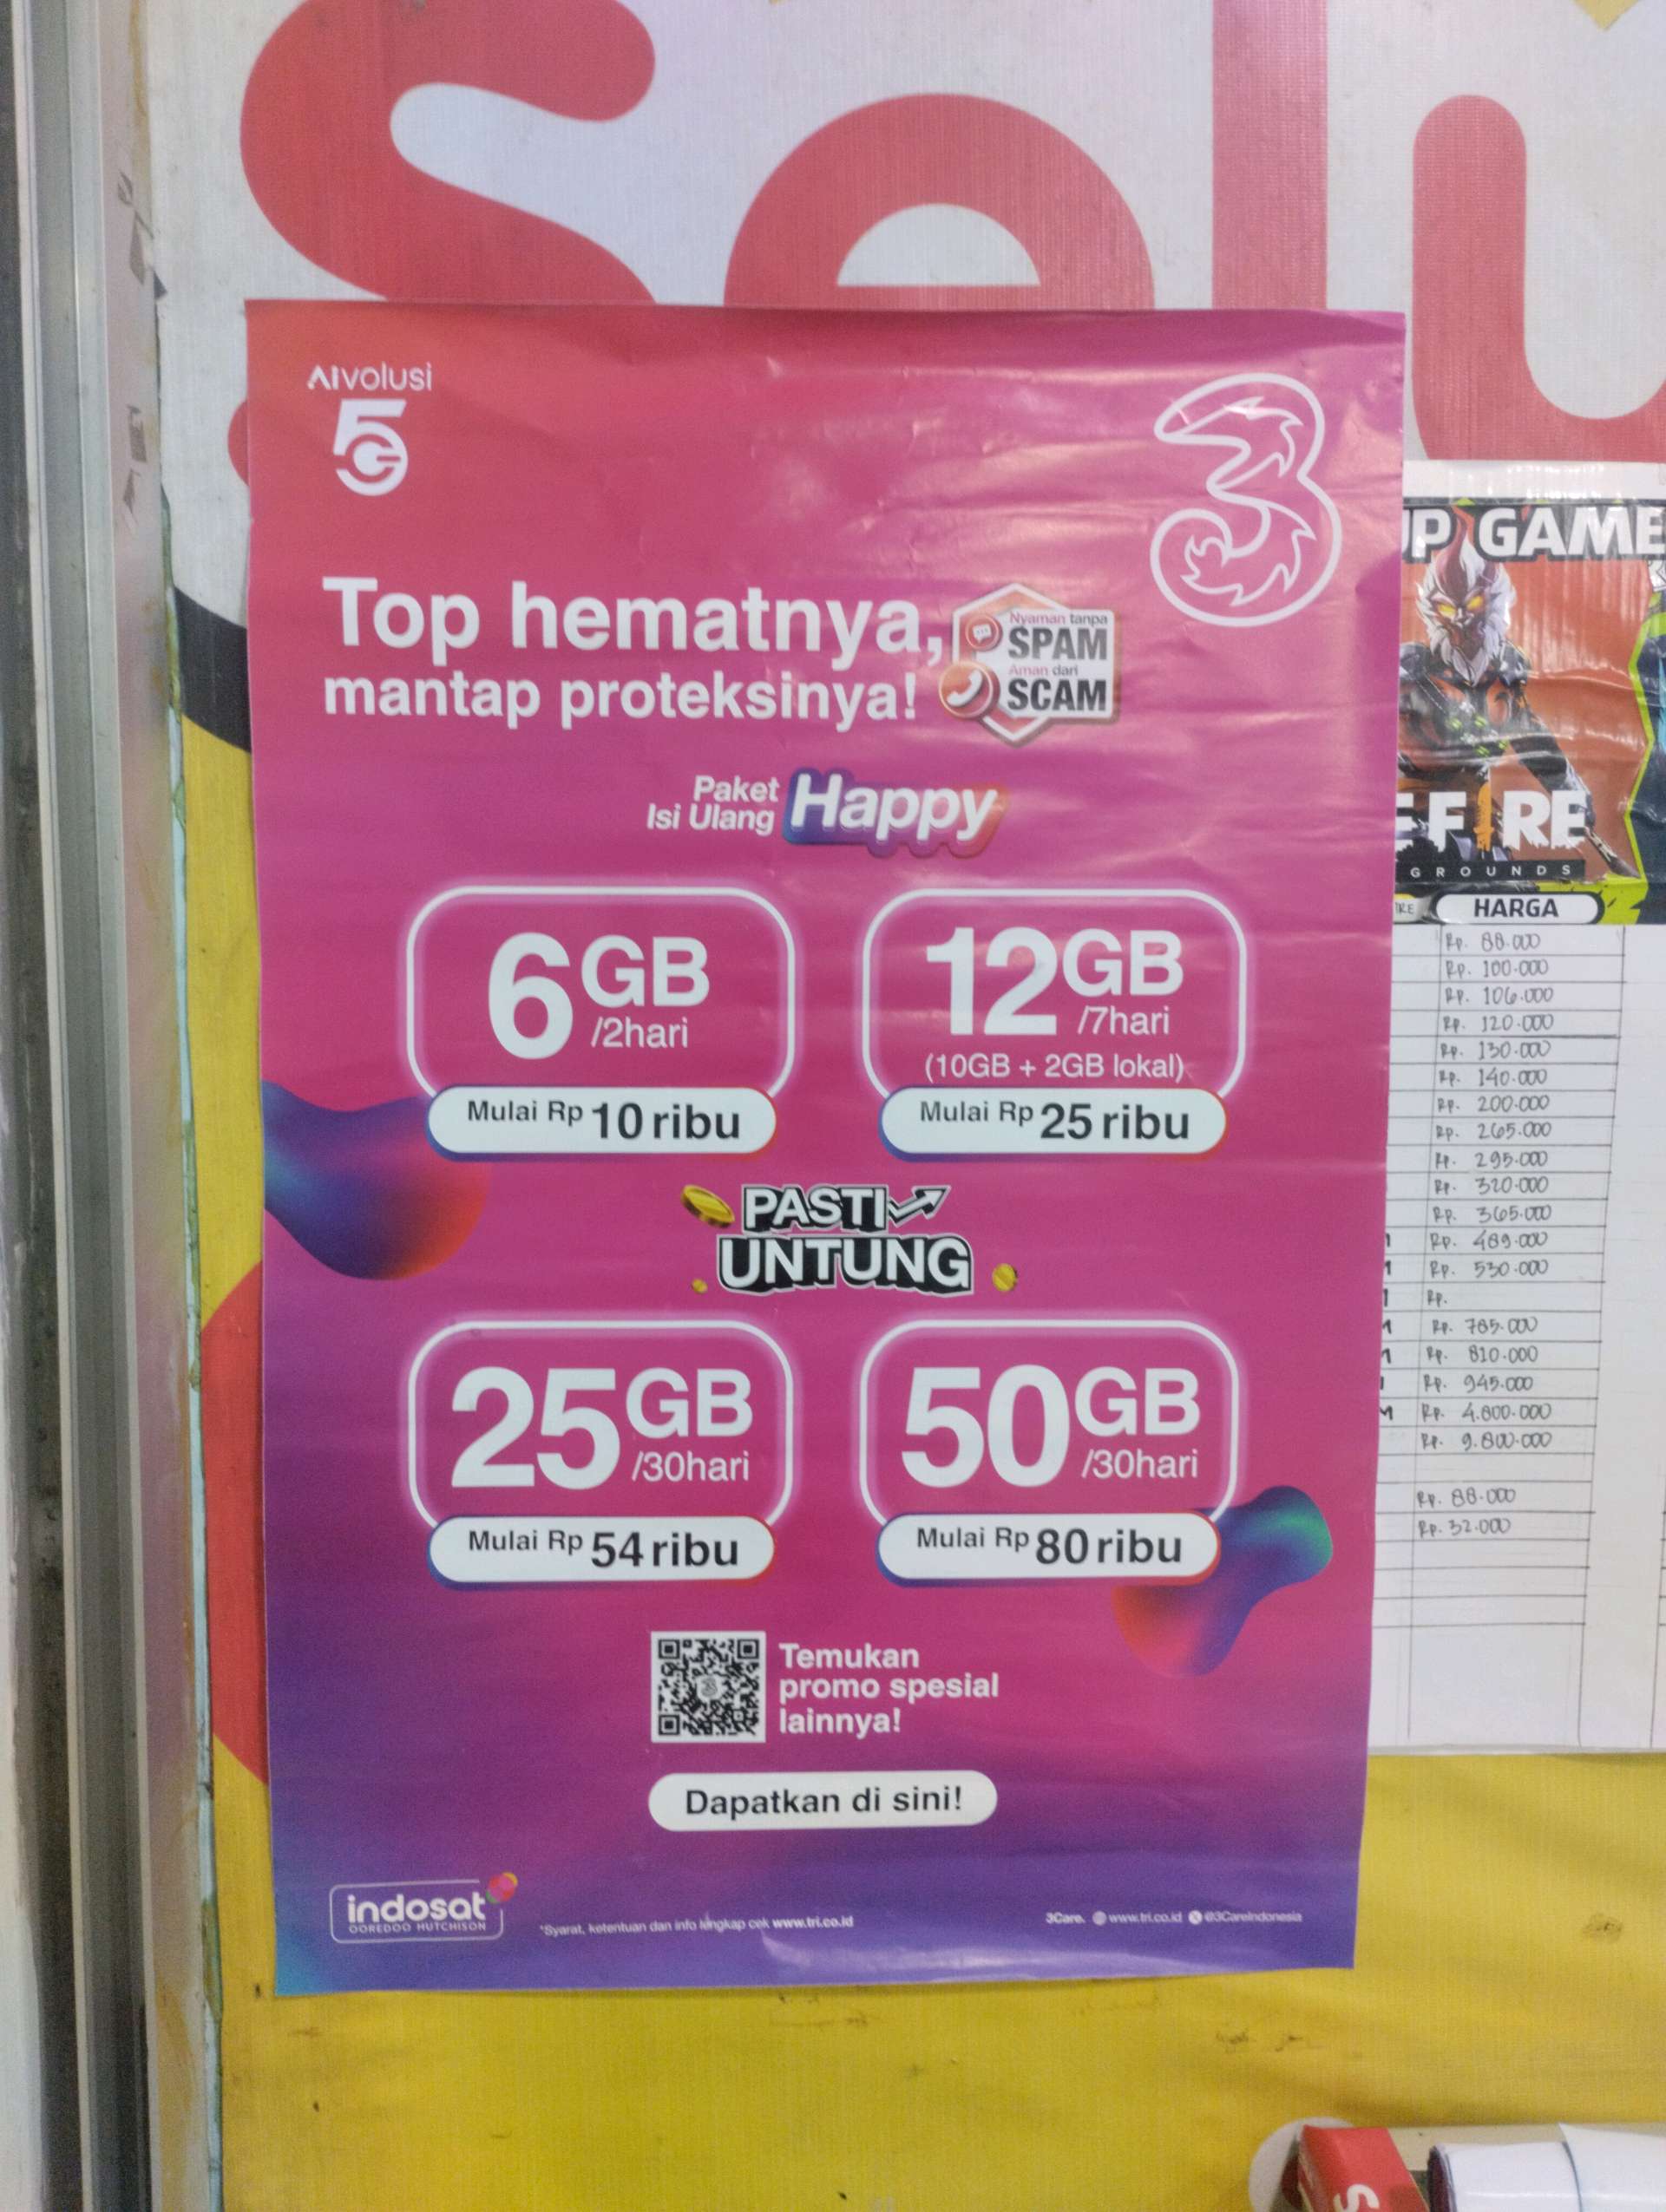 Selu
AIvolusi
5G
3
Top hematnya,
mantap proteksinya!
Nyaman tanpa
SPAM
Aman dari
SCAM
Paket
Isi Ulang
Happy
6GB
/2hari
Mulai Rp 10 ribu
12GB
/7hari
(10GB + 2GB lokal)
Mulai Rp 25 ribu
PASTI
UNTUNG
25GB
/30hari
Mulai Rp 54 ribu
50GB
/30hari
Mulai Rp 80 ribu
Temukan
promo spesial
lainnya!
Dapatkan di sini!
indosat
OOREDOO HUTCHISON
*Syarat, ketentuan dan info lengkap cek www.tri.co.id
3Care. www.tri.co.id @3CareIndonesia
P GAME
F FIRE
GROUNDS
IRE
HARGA
Rp. 88.000
Rp. 100.000
Rp. 106.000
Rp. 120.000
Rp. 130.000
Rp. 140.000
Rp. 200.000
Rp. 265.000
Rp. 295.000
Rp. 320.000
Rp. 365.000
Rp. 489.000
Rp. 530.000
Rp.
Rp. 785.000
Rp. 810.000
Rp. 945.000
M Rp. 4.800.000
Rp. 9.800.000
Rp. 88.000
Rp. 32.000